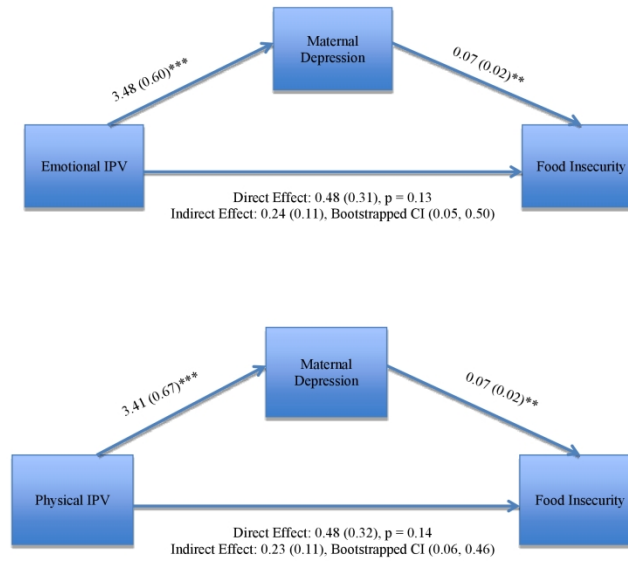 Maternal
Depression
3.48 (0.60)***
0.07 (0.02)**
Emotional IPV
Food Insecurity
Direct Effect: 0.48 (0.31), p = 0.13
Indirect Effect: 0.24 (0.11), Bootstrapped CI (0.05, 0.50)
Maternal
Depression
3.41 (0.67)***
0.07 (0.02)**
Physical IPV
Food Insecurity
Direct Effect: 0.48 (0.32), p = 0.14
Indirect Effect: 0.23 (0.11), Bootstrapped CI (0.06, 0.46)